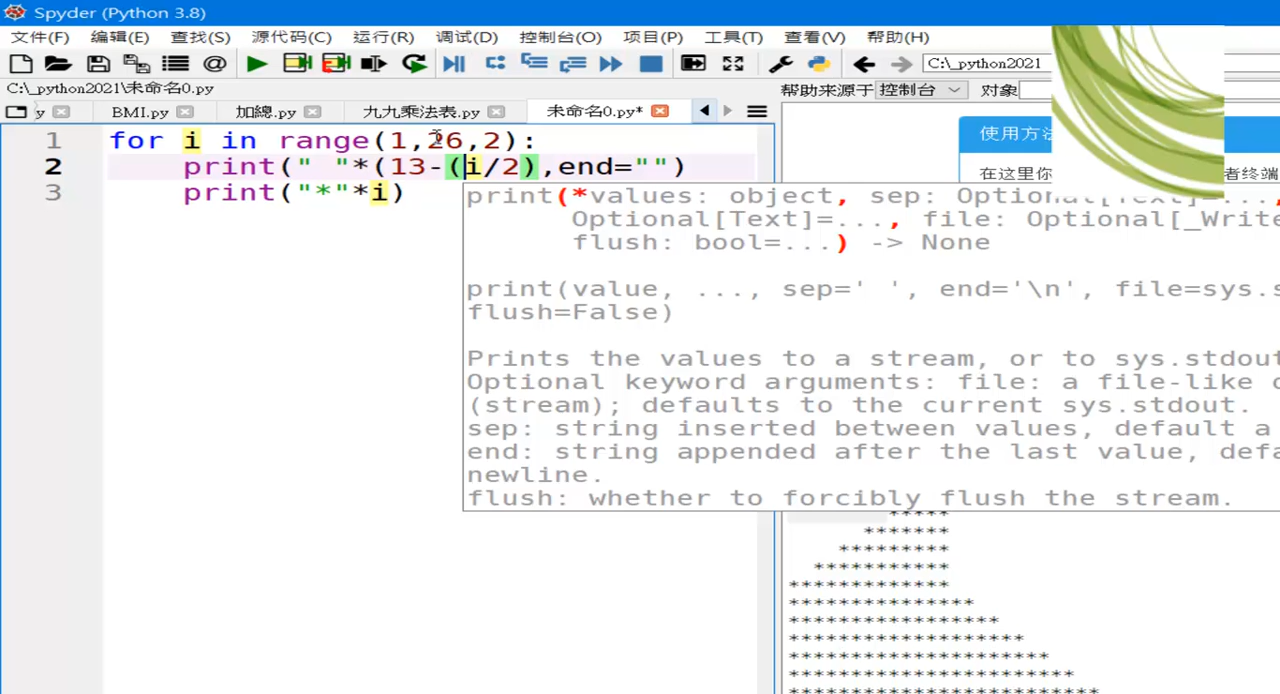 Spyder (Python 3.8)
文件(F) 编辑(E) 查找(S) 源代码(C) 运行(R) 调试(D) 控制台(O) 项目(P) 工具(T) 查看(V) 帮助(H)
C:\_python2021
C:\_python2021\未命名0.py
帮助来源于 控制台 对象
y BMI.py 加總.py 九九乘法表.py 未命名0.py*
使用方法
在这里你 者终端
1 for i in range(1,26,2):
2 print(" "*(13-(i/2),end="")
3 print("*"*i)
print(*values: object, sep: Optional[Text]=...,
Optional[Text]=..., file: Optional[_Write
flush: bool=...) -> None
print(value, ..., sep=' ', end='\n', file=sys.s
flush=False)
Prints the values to a stream, or to sys.stdout
Optional keyword arguments: file: a file-like o
(stream); defaults to the current sys.stdout.
sep: string inserted between values, default a
end: string appended after the last value, defa
newline.
flush: whether to forcibly flush the stream.
*****
*******
*********
***********
*************
***************
*****************
*******************
*********************
***********************
*************************